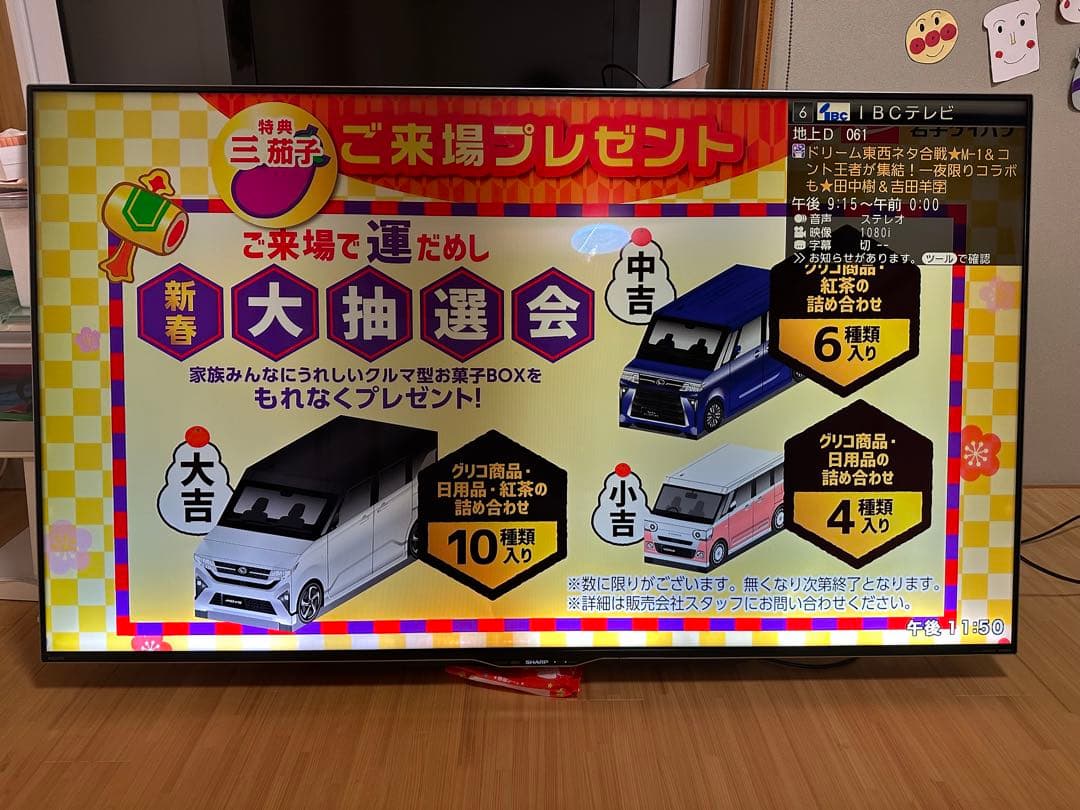 特典
三茄子
ご来場プレゼント
ご来場で運だめし
新春
大抽選会
家族みんなにうれしいクルマ型お菓子BOXを
もれなくプレゼント!
大吉
グリコ商品・
日用品・紅茶の
詰め合わせ
10種類
入り
中吉
グリコ商品・
紅茶の
詰め合わせ
6種類
入り
小吉
グリコ商品・
日用品の
詰め合わせ
4種類
入り
※数に限りがございます。無くなり次第終了となります。
※詳細は販売会社スタッフにお問い合わせください。
午後11:50
6 IBC IBCテレビ
地上D 061
ドリーム東西ネタ合戦★M-1&コ
ント王者が集結!一夜限りコラボ
も★田中樹&吉田羊字
午後 9:15~午前 0:00
音声 ステレオ
映像 1080i
字幕 切 --
≫お知らせがあります。ツールで確認
SHARP